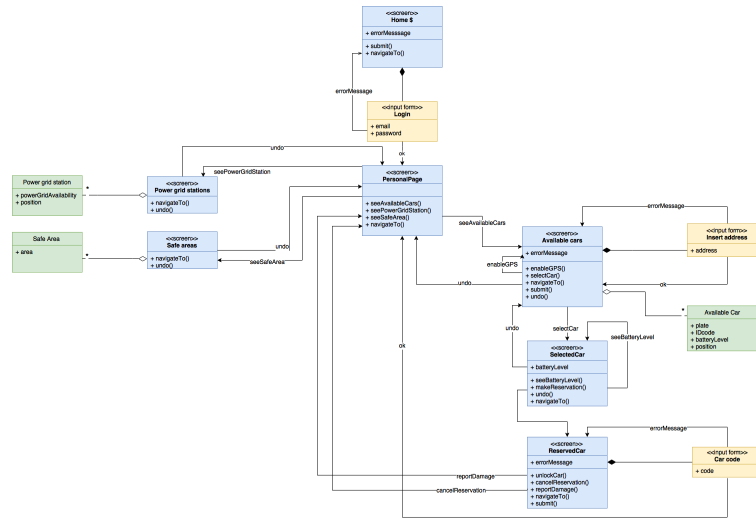 <<screen>>
Home $
+ errorMesssage
+ submit()
+ navigateTo()
errorMessage
<<input form>>
Login
+ email
+ password
ok
undo
seePowerGridStation
Power grid station
+ powerGridAvailability
+ position
*
<<screen>>
Power grid stations
+ navigateTo()
+ undo()
<<screen>>
PersonalPage
+ seeAvailableCars()
+ seePowerGridStation()
+ seeSafeArea()
+ navigateTo()
Safe Area
+ area
*
<<screen>>
Safe areas
+ navigateTo()
+ undo()
undo
seeSafeArea
seeAvailableCars
errorMessage
<<screen>>
Available cars
+ errorMessage
+ enableGPS()
+ selectCar()
+ navigateTo()
+ submit()
+ undo()
enableGPS
undo
<<input form>>
Insert address
+ address
ok
*
Available Car
+ plate
+ IDcode
+ batteryLevel
+ position
undo
selectCar
seeBatteryLevel
ok
<<screen>>
SelectedCar
+ batteryLevel
+ seeBatteryLevel()
+ makeReservation()
+ undo()
+ navigateTo()
errorMessage
<<screen>>
ReservedCar
+ errorMessage
+ unlockCar()
+ cancelReservation()
+ reportDamage()
+ navigateTo()
+ submit()
<<input form>>
Car code
+ code
reportDamage
cancelReservation